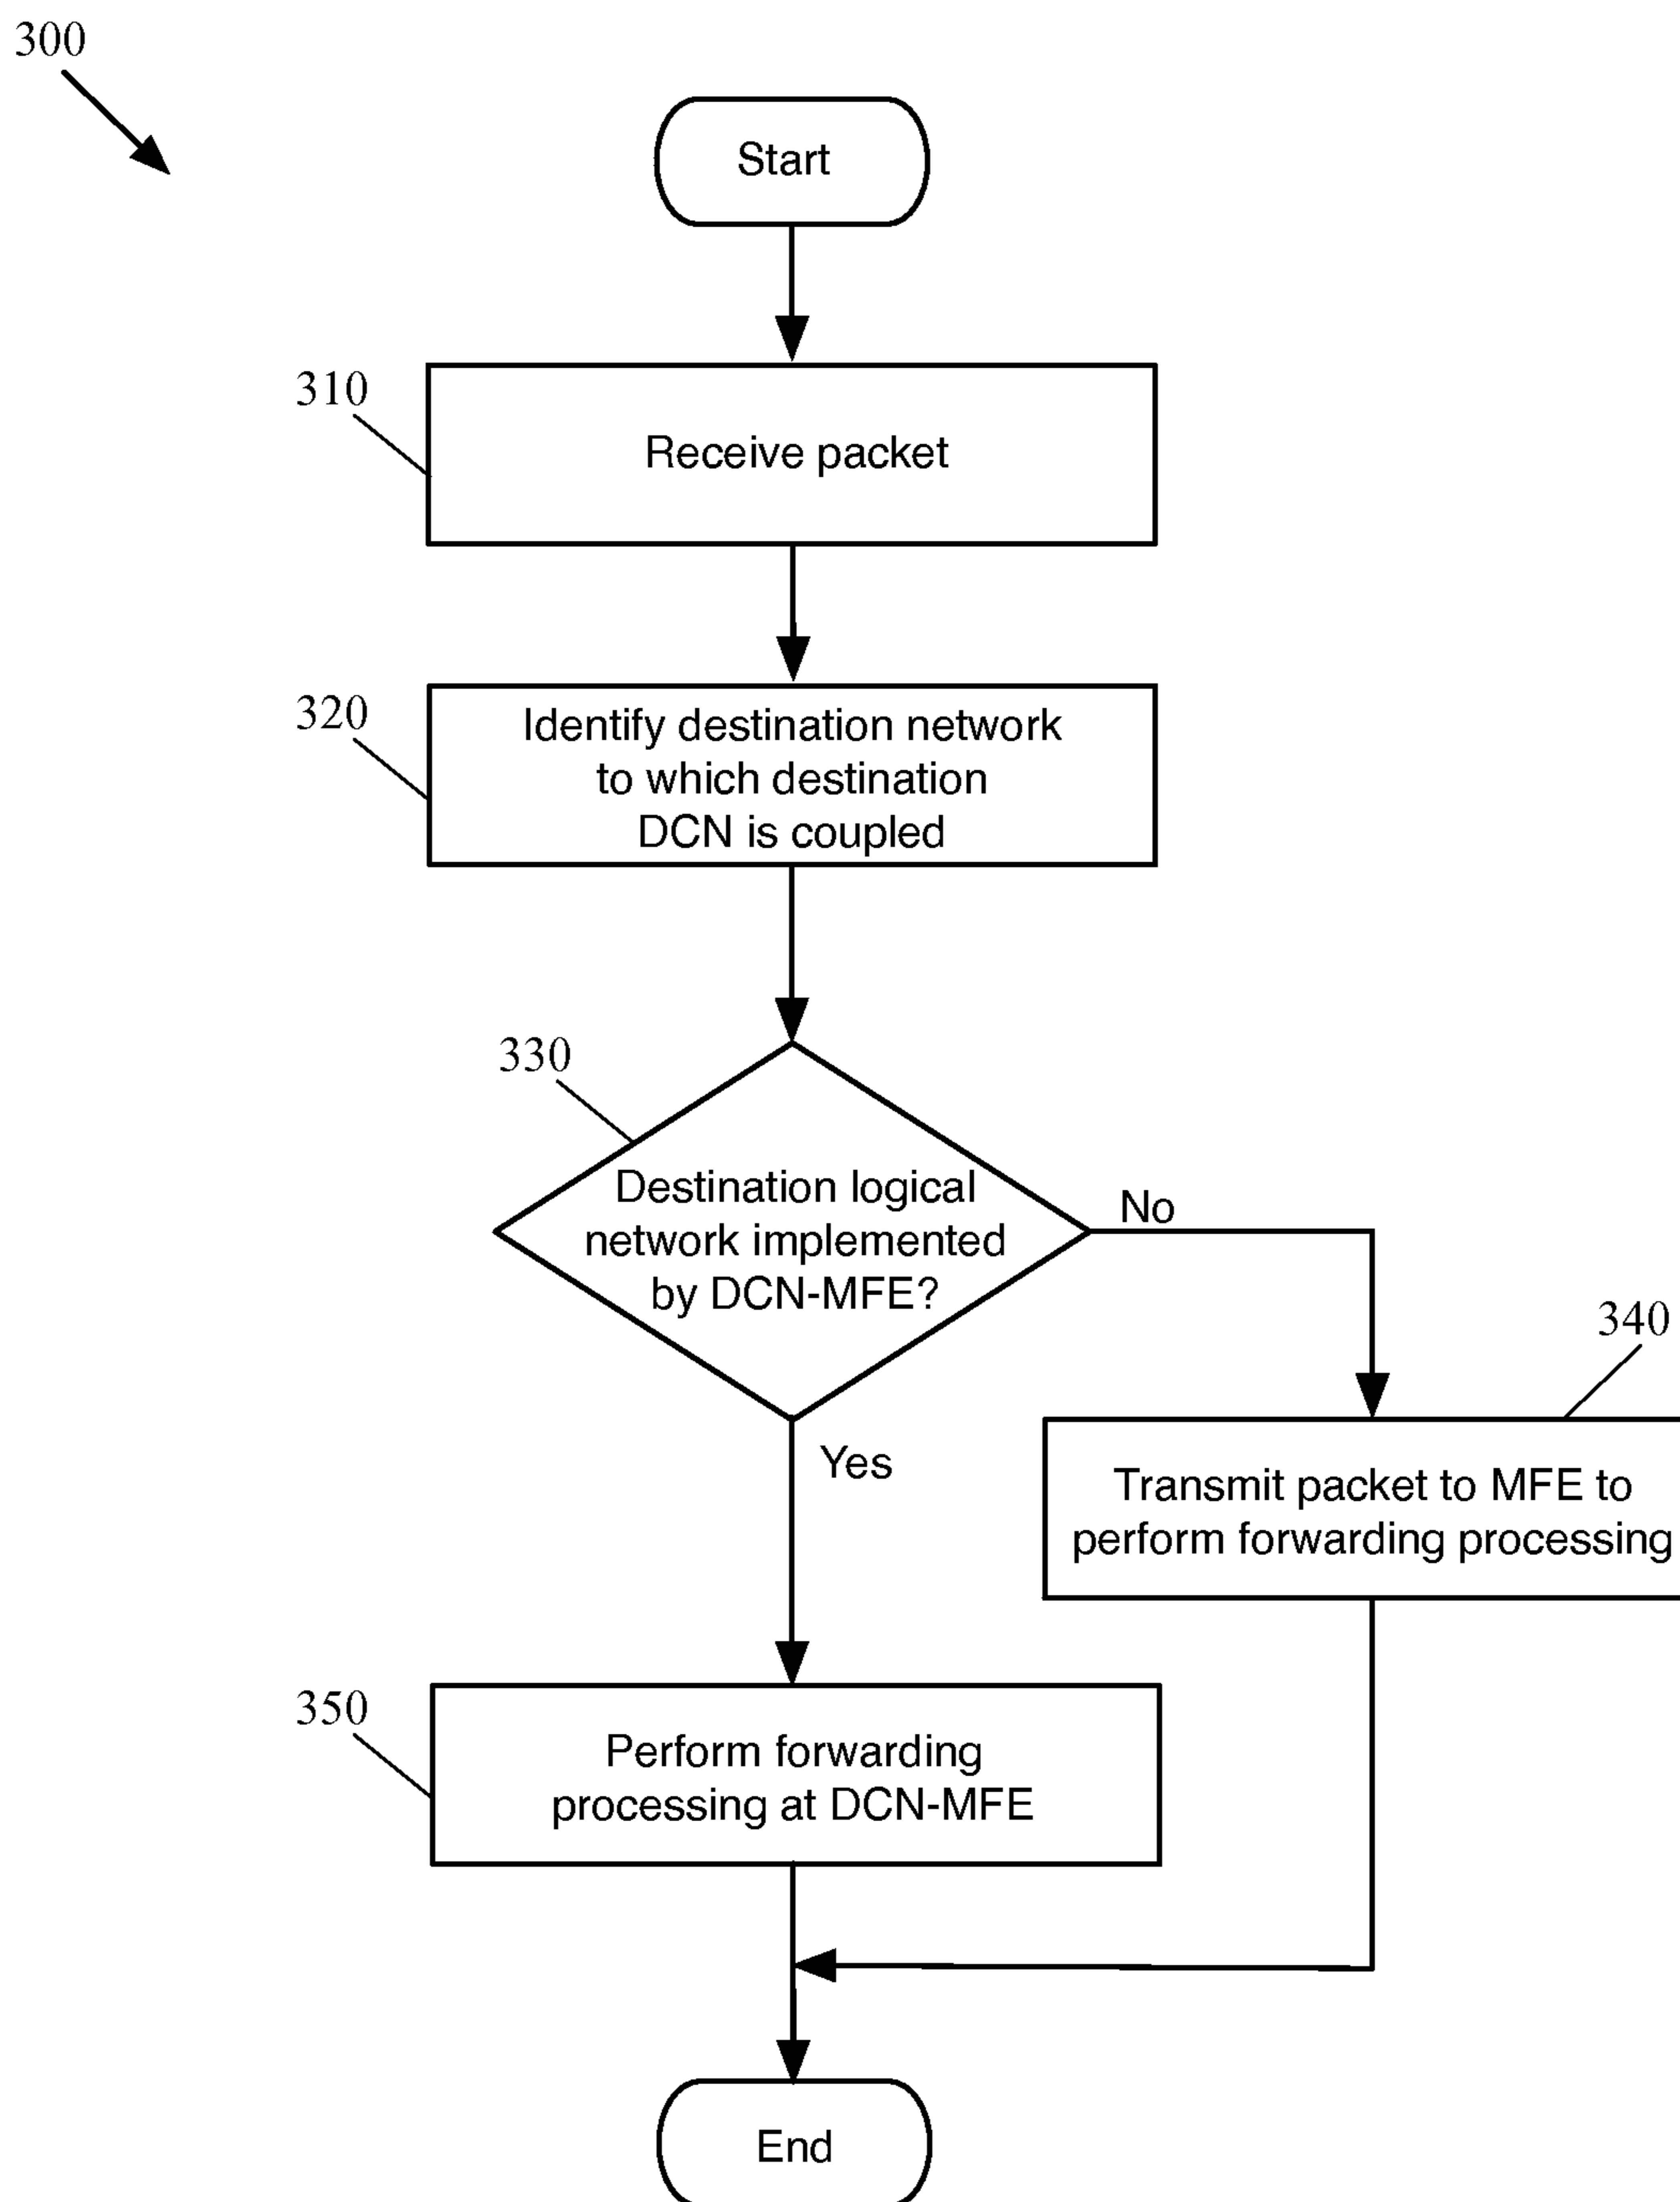 300
Start
310
Receive packet
320
Identify destination network
to which destination
DCN is coupled
330
Destination logical
network implemented
by DCN-MFE?
No
340
Yes
Transmit packet to MFE to
perform forwarding processing
350
Perform forwarding
processing at DCN-MFE
End